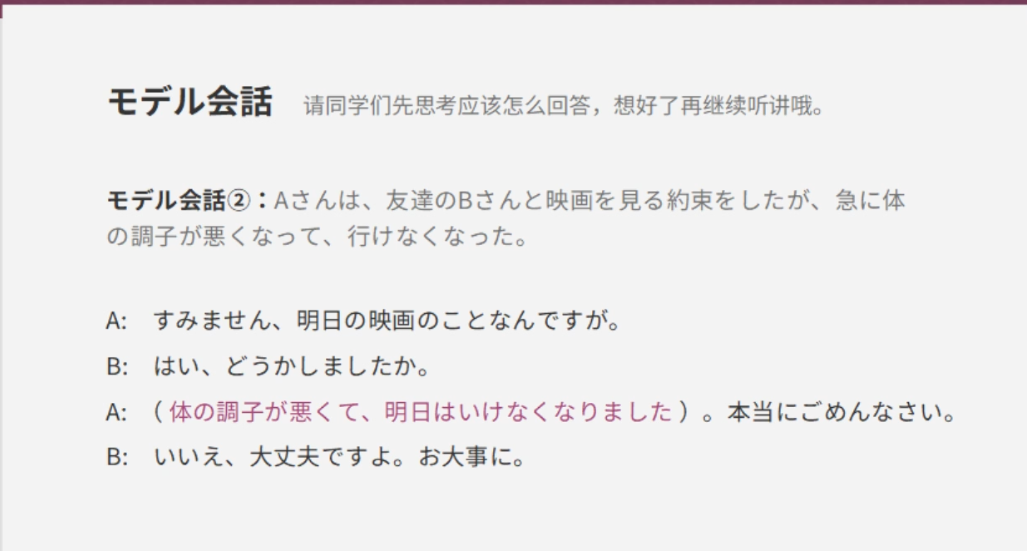 モデル会話 请同学们先思考应该怎么回答，想好了再继续听讲哦。
モデル会話②：Aさんは、友達のBさんと映画を見る約束をしたが、急に体
の調子が悪くなって、行けなくなった。
A: すみません、明日の映画のことなんですが。
B: はい、どうかしましたか。
A: （ 体の調子が悪くて、明日はいけなくなりました ）。本当にごめんなさい。
B: いいえ、大丈夫ですよ。お大事に。